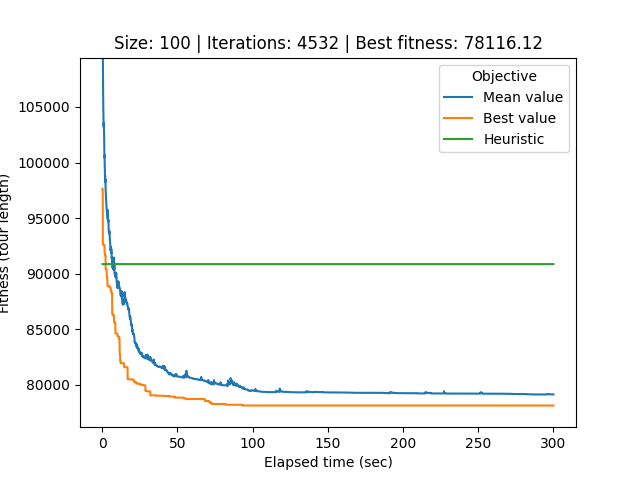 Size: 100 | Iterations: 4532 | Best fitness: 78116.12
Objective
Mean value
Best value
Heuristic
105000
100000
95000
90000
85000
80000
Fitness (tour length)
0 50 100 150 200 250 300
Elapsed time (sec)